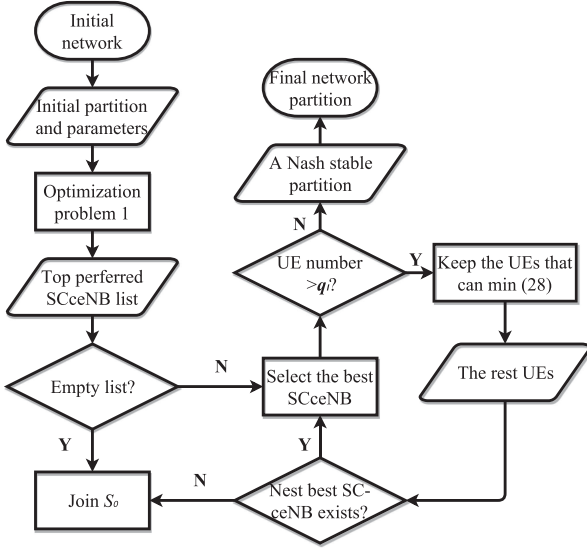 Initial
network
Initial partition
and parameters
Optimization
problem 1
Top perferred
SCceNB list
Empty list?
N
Y
Join S₀
Final network
partition
A Nash stable
partition
N
UE number
>qᵢ?
Y
Keep the UEs that
can min (28)
Select the best
SCceNB
The rest UEs
Y
N
Nest best SC-
ceNB exists?